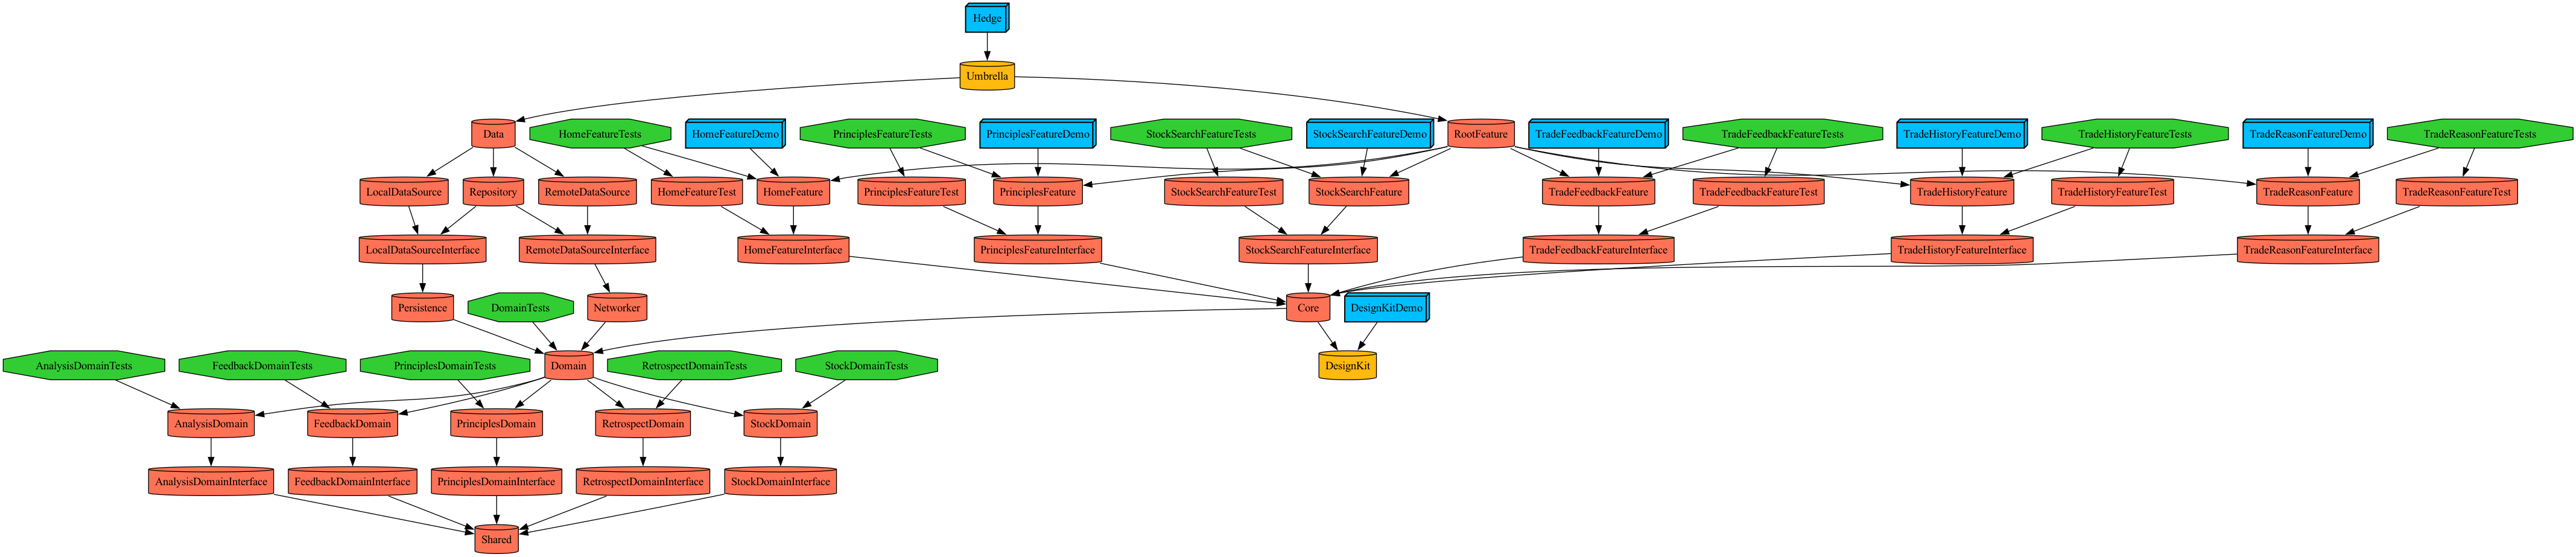 Hedge
Umbrella
Data
HomeFeatureTests
HomeFeatureDemo
PrinciplesFeatureTests
PrinciplesFeatureDemo
StockSearchFeatureTests
StockSearchFeatureDemo
RootFeature
TradeFeedbackFeatureDemo
TradeFeedbackFeatureTests
TradeHistoryFeatureDemo
TradeHistoryFeatureTests
TradeReasonFeatureDemo
TradeReasonFeatureTests
LocalDataSource
Repository
RemoteDataSource
HomeFeatureTest
HomeFeature
PrinciplesFeatureTest
PrinciplesFeature
StockSearchFeatureTest
StockSearchFeature
TradeFeedbackFeature
TradeFeedbackFeatureTest
TradeHistoryFeature
TradeHistoryFeatureTest
TradeReasonFeature
TradeReasonFeatureTest
LocalDataSourceInterface
RemoteDataSourceInterface
HomeFeatureInterface
PrinciplesFeatureInterface
StockSearchFeatureInterface
TradeFeedbackFeatureInterface
TradeHistoryFeatureInterface
TradeReasonFeatureInterface
Persistence
DomainTests
Networker
Core
DesignKitDemo
AnalysisDomainTests
FeedbackDomainTests
PrinciplesDomainTests
Domain
RetrospectDomainTests
StockDomainTests
DesignKit
AnalysisDomain
FeedbackDomain
PrinciplesDomain
RetrospectDomain
StockDomain
AnalysisDomainInterface
FeedbackDomainInterface
PrinciplesDomainInterface
RetrospectDomainInterface
StockDomainInterface
Shared